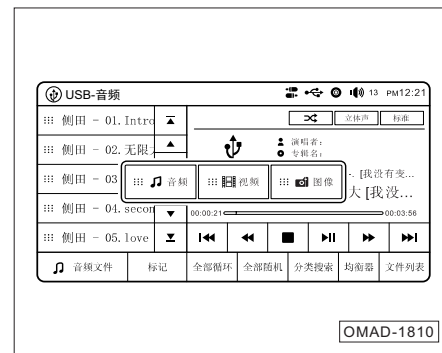 USB-音频
13 PM12:21
侧田 - 01.Intro
立体声 标准
侧田 - 02.无限
演唱者:
专辑名:
侧田 - 03
音频 视频 图像
. [我没有变...
大 [我没...
侧田 - 04.secon
00:00:21 00:03:56
侧田 - 05.love
音频文件 标记 全部循环 全部随机 分类搜索 均衡器 文件列表
OMAD-1810